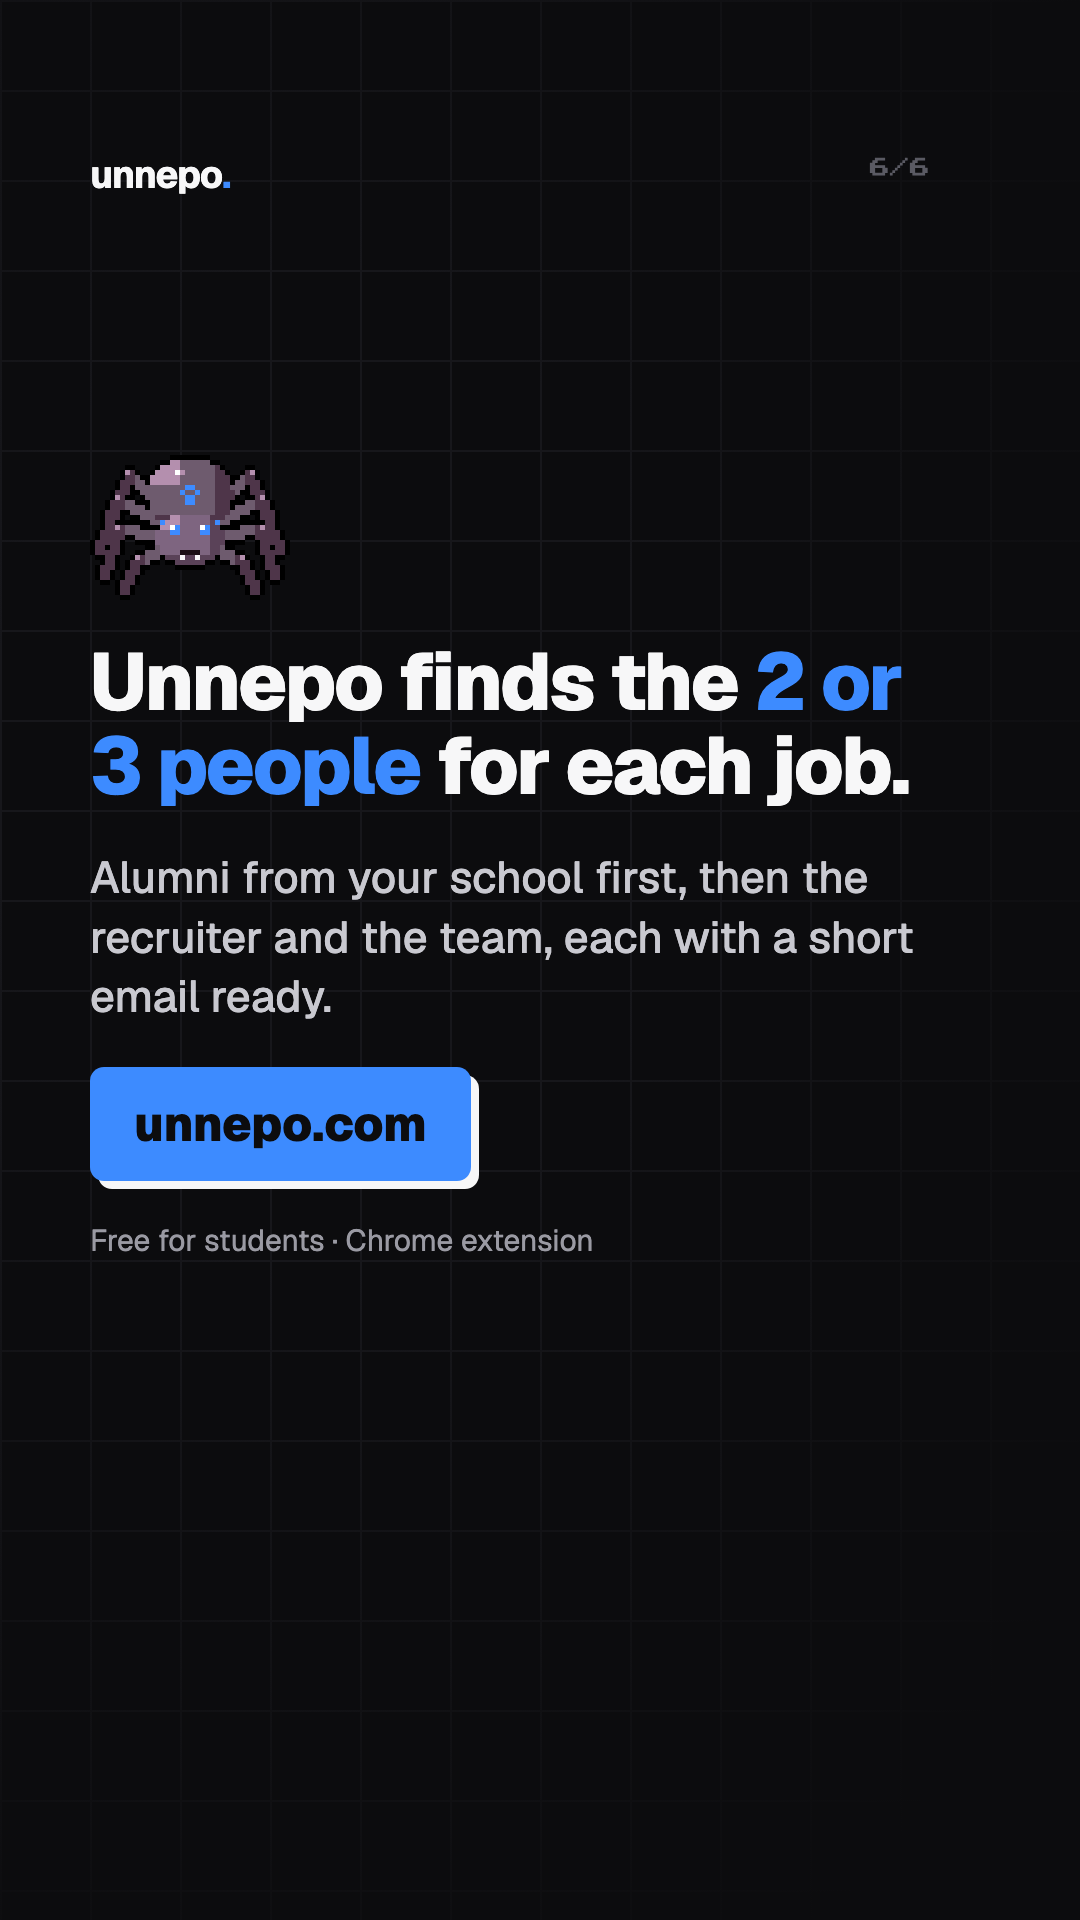 unnepo.
6/6
Unnepo finds the 2 or
3 people for each job.
Alumni from your school first, then the
recruiter and the team, each with a short
email ready.
unnepo.com
Free for students · Chrome extension